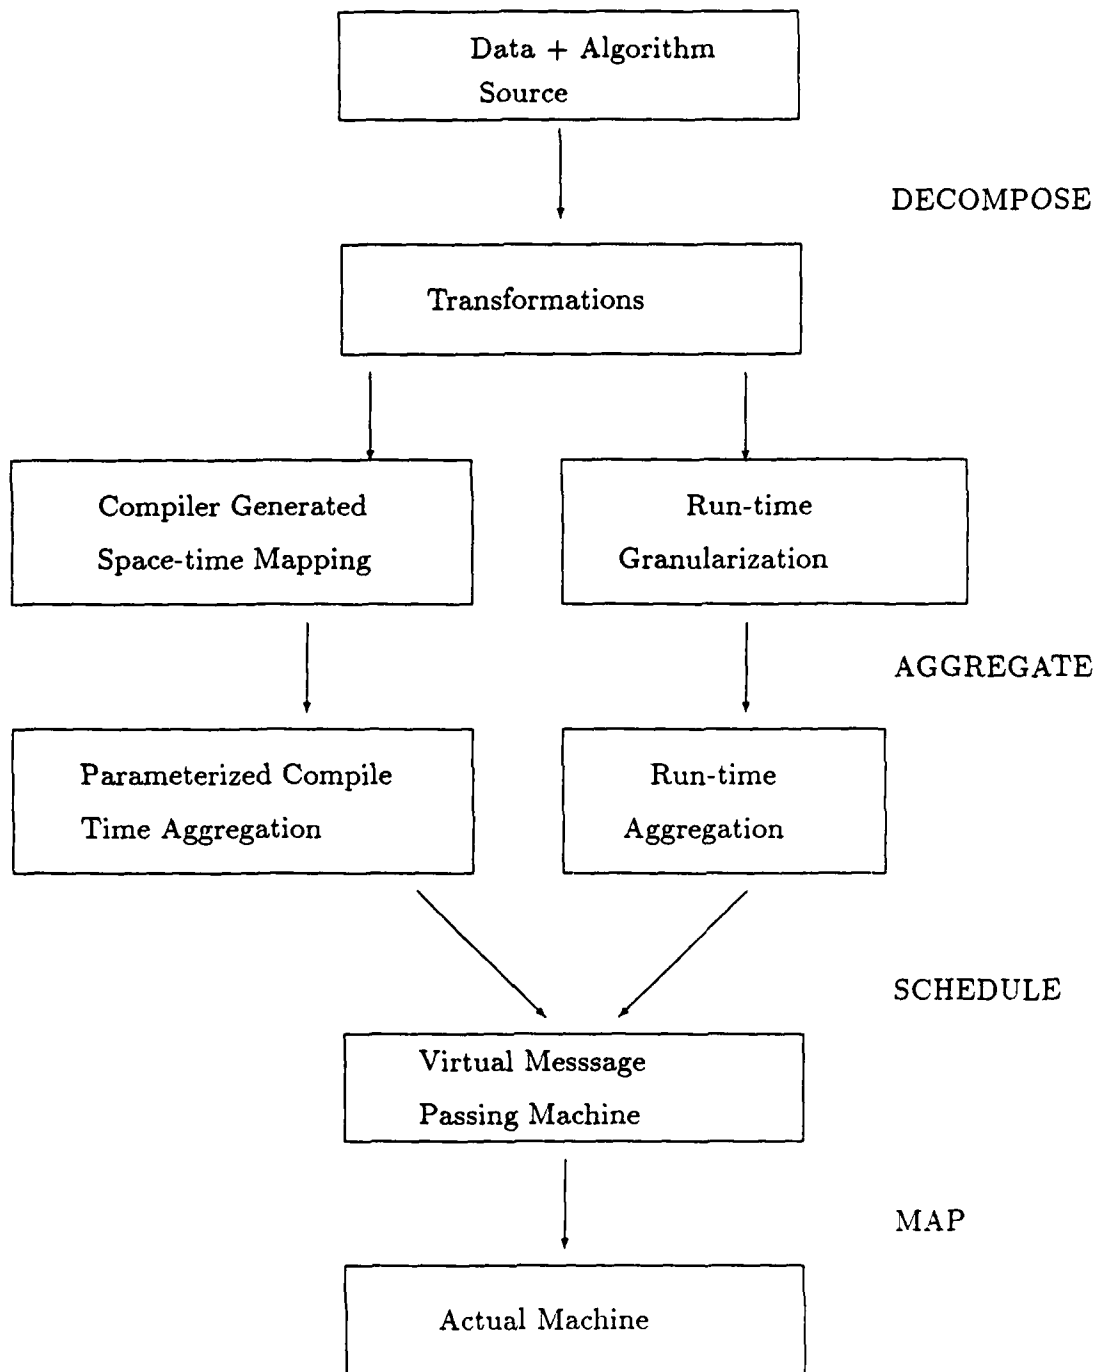 Data + Algorithm
Source
DECOMPOSE
Transformations
Compiler Generated
Space-time Mapping
Run-time
Granularization
AGGREGATE
Parameterized Compile
Time Aggregation
Run-time
Aggregation
SCHEDULE
Virtual Messsage
Passing Machine
MAP
Actual Machine